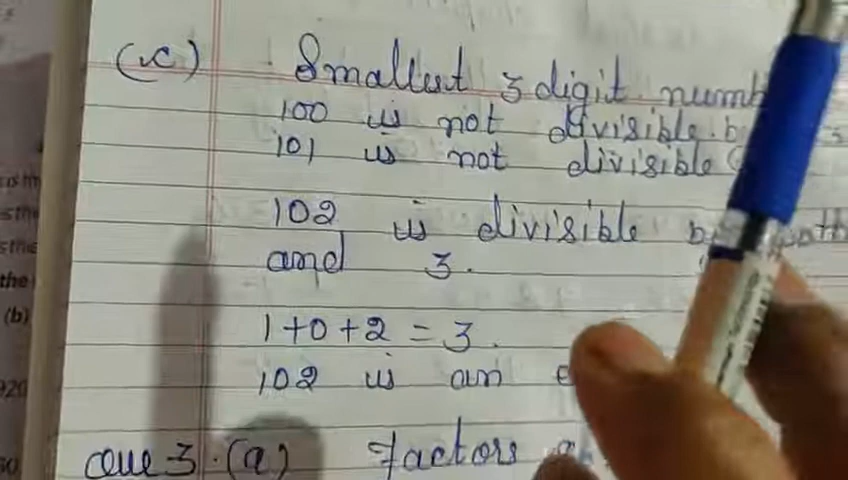 (c) Smallest 3 digit numb
100 is not divisible b
101 is not divisible
102 is divisible b both
and 3.
1+0+2 = 3.
102 is an e
Que 3. (a) Factors
(b)